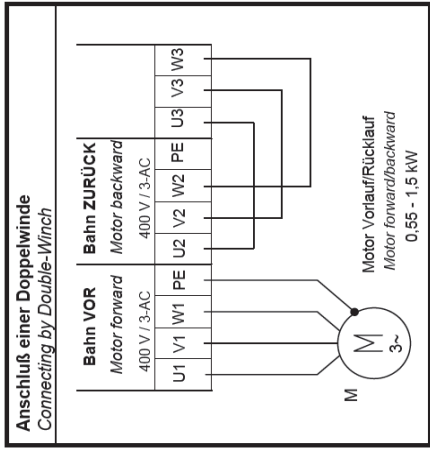 Anschluß einer Doppelwinde
Connecting by Double-Winch
Bahn VOR
Motor forward
400 V / 3-AC
Bahn ZURÜCK
Motor backward
400 V / 3-AC
U1 V1 W1 PE U2 V2 W2 PE U3 V3 W3
M
M
3~
Motor Vorlauf/Rücklauf
Motor forward/backward
0,55 - 1,5 kW